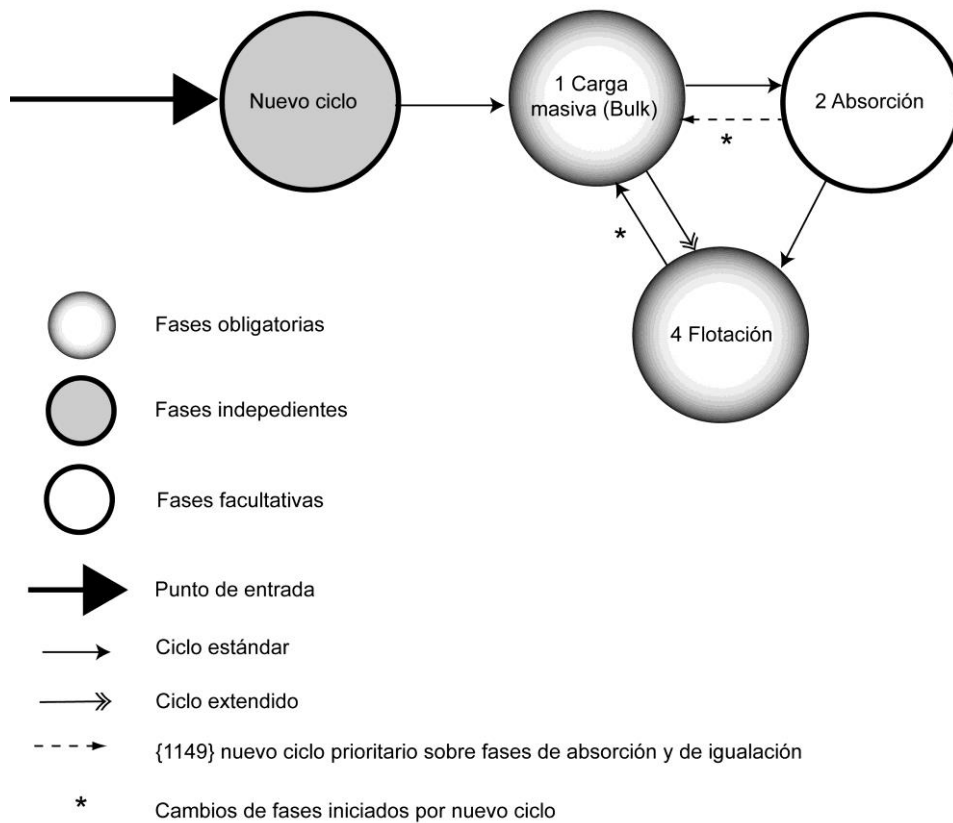 Nuevo ciclo
1 Carga
masiva (Bulk)
2 Absorción
*
*
4 Flotación
Fases obligatorias
Fases indepedientes
Fases facultativas
Punto de entrada
Ciclo estándar
Ciclo extendido
{1149} nuevo ciclo prioritario sobre fases de absorción y de igualación
* Cambios de fases iniciados por nuevo ciclo